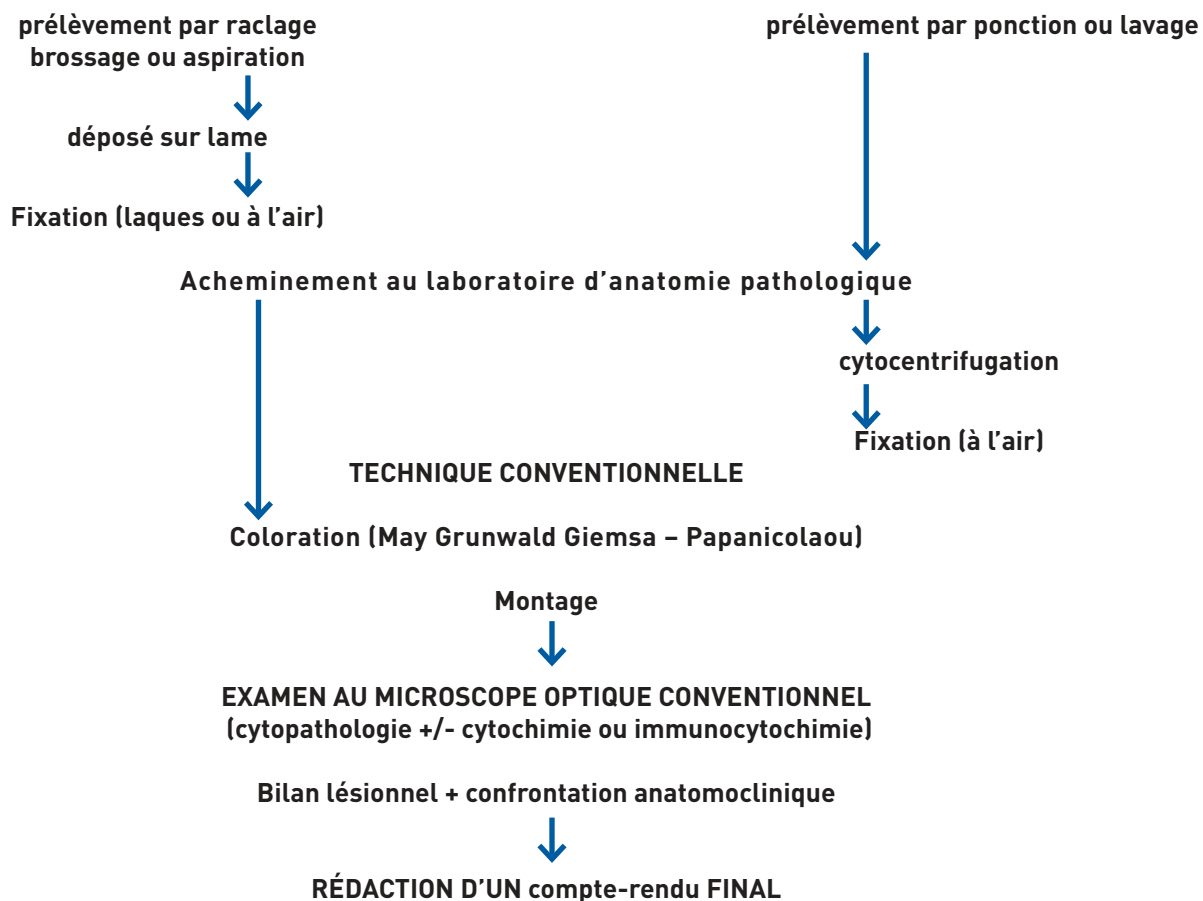 prélèvement par raclage
brossage ou aspiration
prélèvement par ponction ou lavage
déposé sur lame
Fixation (laques ou à l’air)
Acheminement au laboratoire d’anatomie pathologique
cytocentrifugation
Fixation (à l’air)
TECHNIQUE CONVENTIONNELLE
Coloration (May Grunwald Giemsa – Papanicolaou)
Montage
EXAMEN AU MICROSCOPE OPTIQUE CONVENTIONNEL
(cytopathologie +/- cytochimie ou immunocytochimie)
Bilan lésionnel + confrontation anatomoclinique
RÉDACTION D’UN compte-rendu FINAL